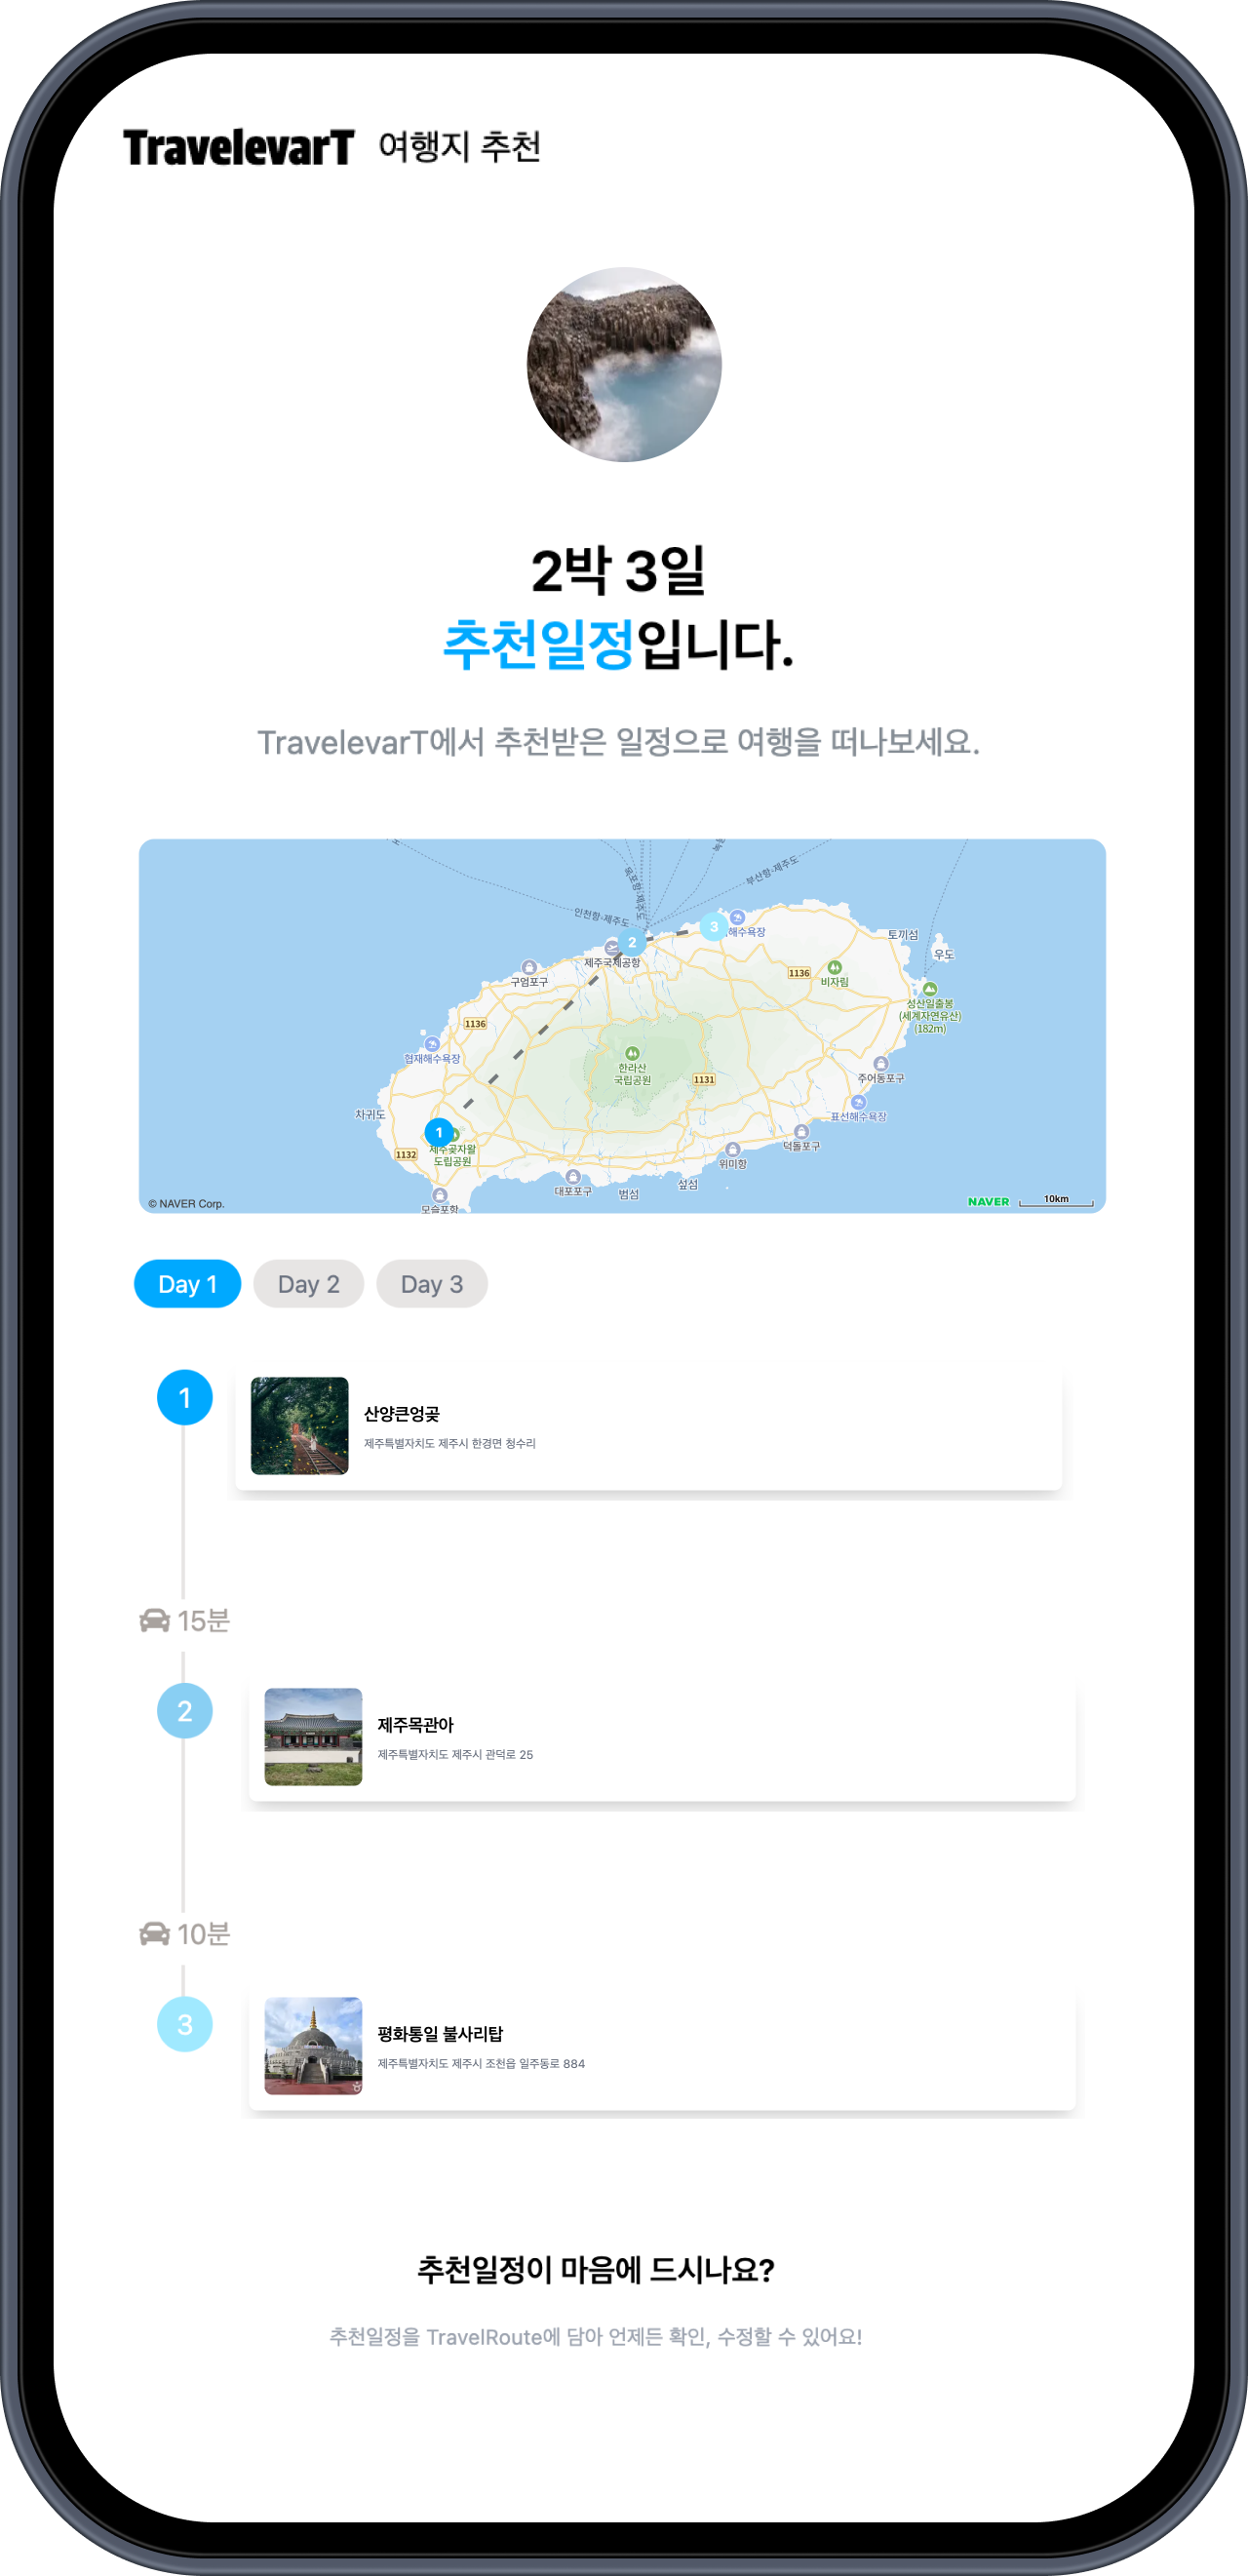 TravelevarT 여행지 추천
2박 3일
추천일정입니다.
TravelevarT에서 추천받은 일정으로 여행을 떠나보세요.
목포항-제주도
부산항-제주도
인천항-제주도
3
해수욕장
2
토끼섬
제주국제공항
우도
구엄포구
1136
비자림
성산일출봉
(세계자연유산)
(182m)
1136
협재해수욕장
한라산
국립공원
1131
주어동포구
차귀도
표선해수욕장
1
제주곶자왈
도립공원
1132
덕돌포구
위미항
대포포구
범섬
섶섬
모슬포항
© NAVER Corp.
NAVER
10km
Day 1
Day 2
Day 3
1
산양큰엉곶
제주특별자치도 제주시 한경면 청수리
15분
2
제주목관아
제주특별자치도 제주시 관덕로 25
10분
3
평화통일 불사리탑
제주특별자치도 제주시 조천읍 일주동로 884
추천일정이 마음에 드시나요?
추천일정을 TravelRoute에 담아 언제든 확인, 수정할 수 있어요!